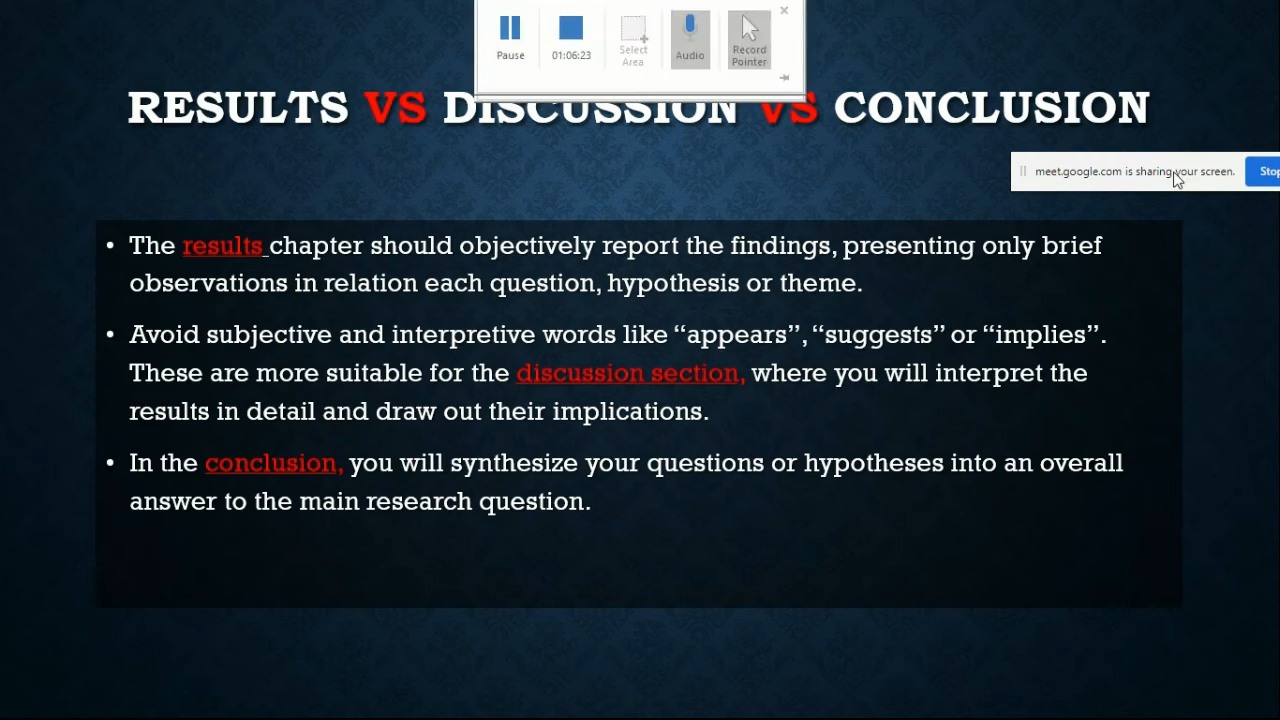 Pause
01:06:23
Select
Area
Audio
Record
Pointer
RESULTS VS DISCUSSION VS CONCLUSION
meet.google.com is sharing your screen.
Stop
• The results chapter should objectively report the findings, presenting only brief
observations in relation each question, hypothesis or theme.
• Avoid subjective and interpretive words like “appears”, “suggests” or “implies”.
These are more suitable for the discussion section, where you will interpret the
results in detail and draw out their implications.
• In the conclusion, you will synthesize your questions or hypotheses into an overall
answer to the main research question.